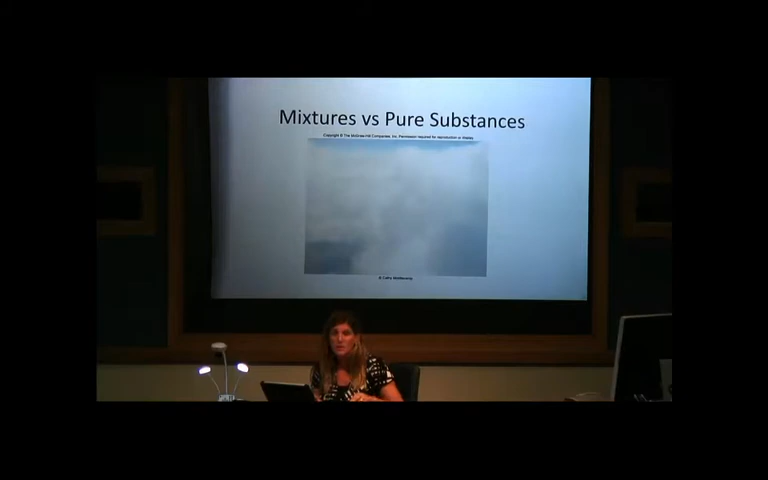 Mixtures vs Pure Substances
Copyright © The McGraw-Hill Companies, Inc. Permission required for reproduction or display.